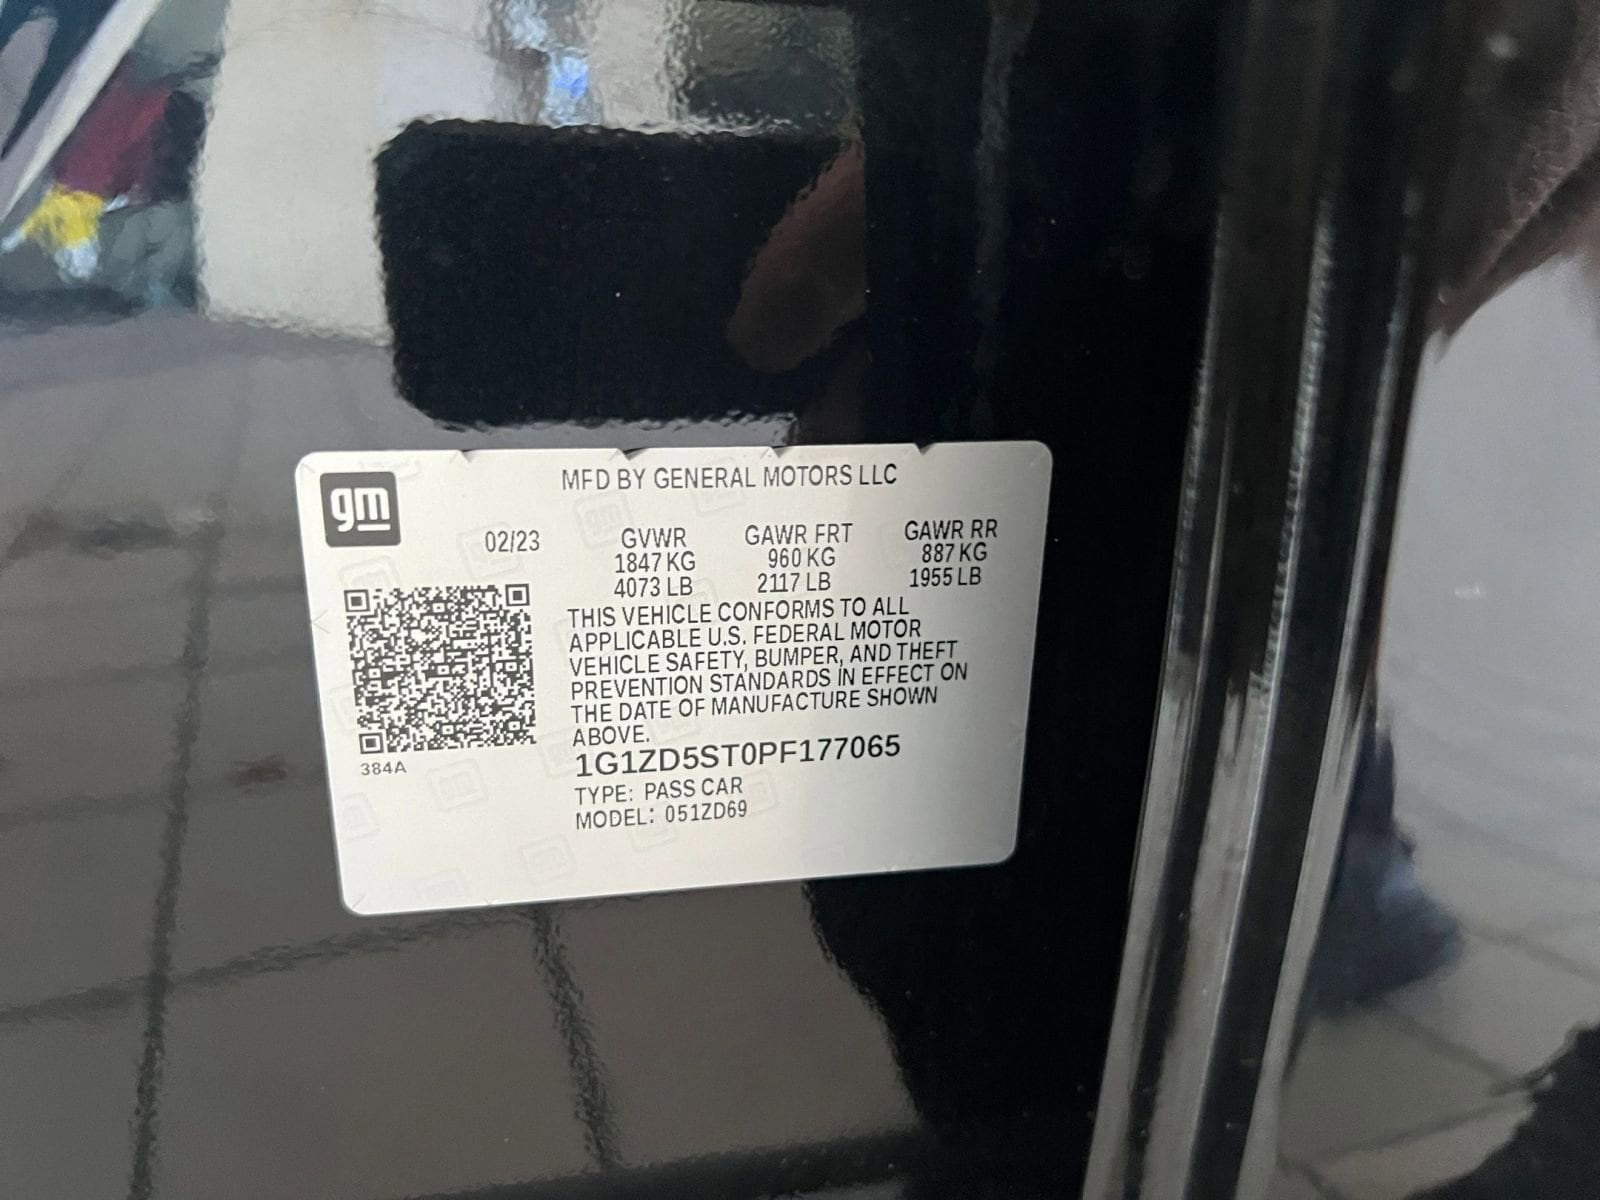 gm
MFD BY GENERAL MOTORS LLC
02/23
GVWR GAWR FRT GAWR RR
1847 KG 960 KG 887 KG
4073 LB 2117 LB 1955 LB
THIS VEHICLE CONFORMS TO ALL
APPLICABLE U.S. FEDERAL MOTOR
VEHICLE SAFETY, BUMPER, AND THEFT
PREVENTION STANDARDS IN EFFECT ON
THE DATE OF MANUFACTURE SHOWN
ABOVE.
384A
1G1ZD5ST0PF177065
TYPE: PASS CAR
MODEL: 051ZD69